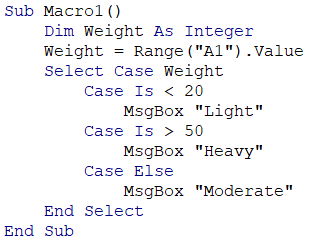 Sub Macro1()
    Dim Weight As Integer
    Weight = Range("A1").Value
    Select Case Weight
        Case Is < 20
            MsgBox "Light"
        Case Is > 50
            MsgBox "Heavy"
        Case Else
            MsgBox "Moderate"
    End Select
End Sub